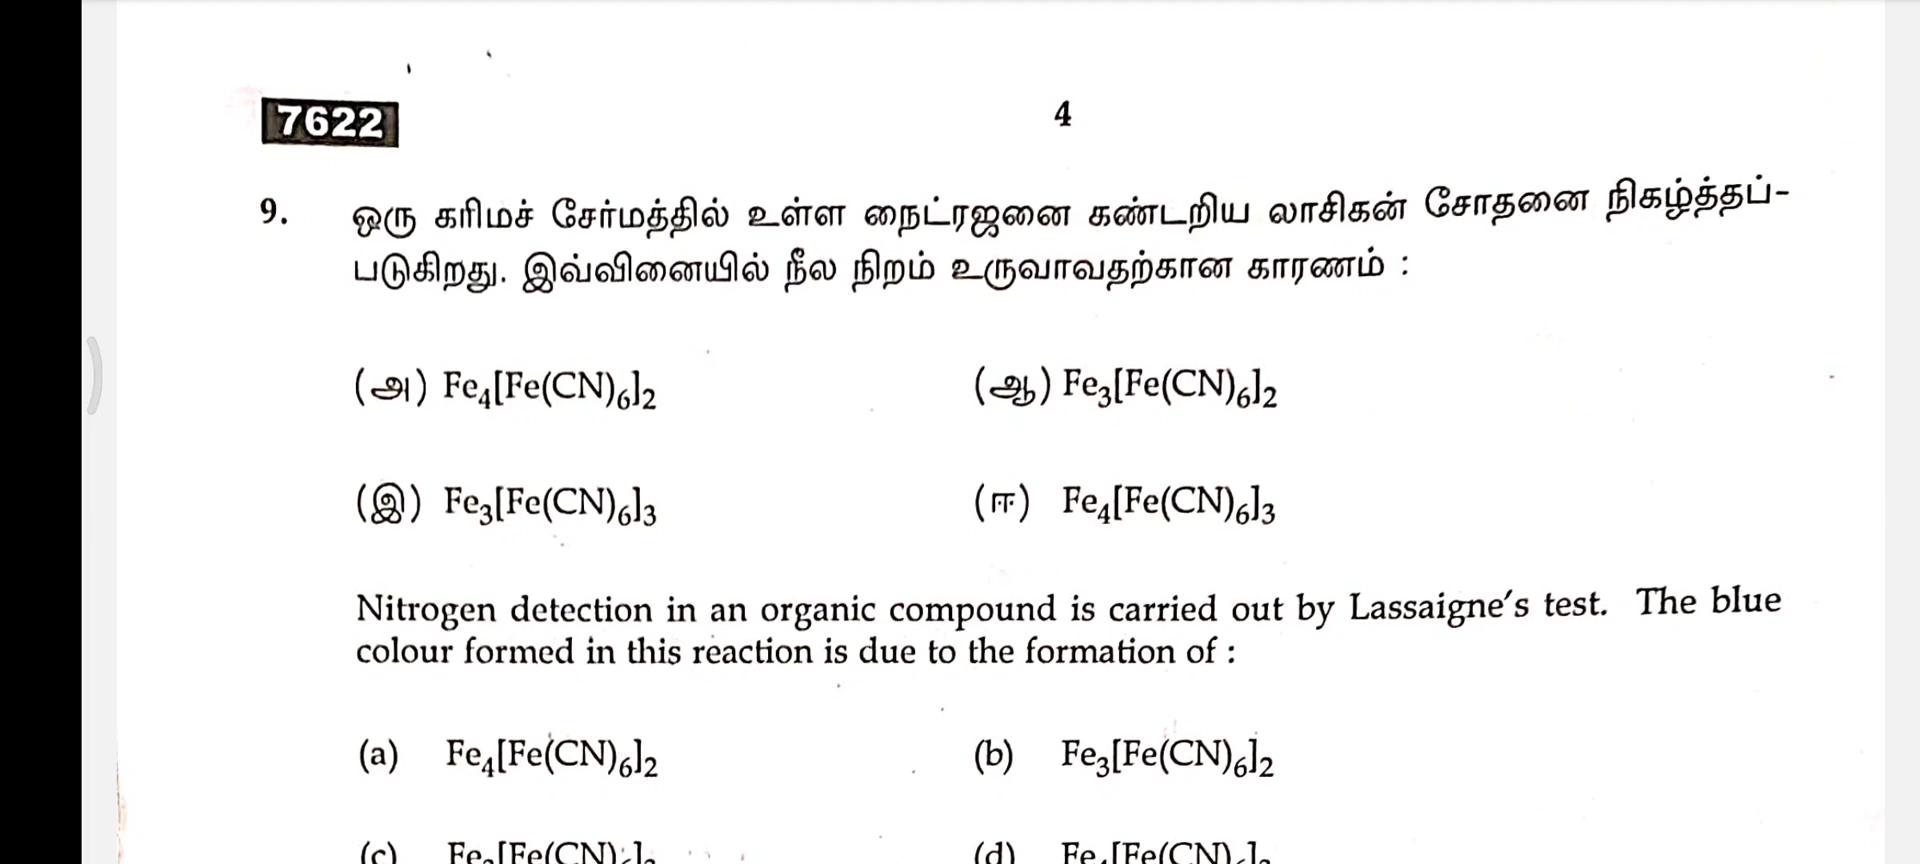 7622
4
9. ஒரு கரிமச் சேர்மத்தில் உள்ள நைட்ரஜனை கண்டறிய லாசிகன் சோதனை நிகழ்த்தப்-
படுகிறது. இவ்வினையில் நீல நிறம் உருவாவதற்கான காரணம் :
(அ) Fe₄[Fe(CN)₆]₂ (ஆ) Fe₃[Fe(CN)₆]₂
(இ) Fe₃[Fe(CN)₆]₃ (ஈ) Fe₄[Fe(CN)₆]₃
Nitrogen detection in an organic compound is carried out by Lassaigne's test. The blue
colour formed in this reaction is due to the formation of :
(a) Fe₄[Fe(CN)₆]₂ (b) Fe₃[Fe(CN)₆]₂
(c) (d)